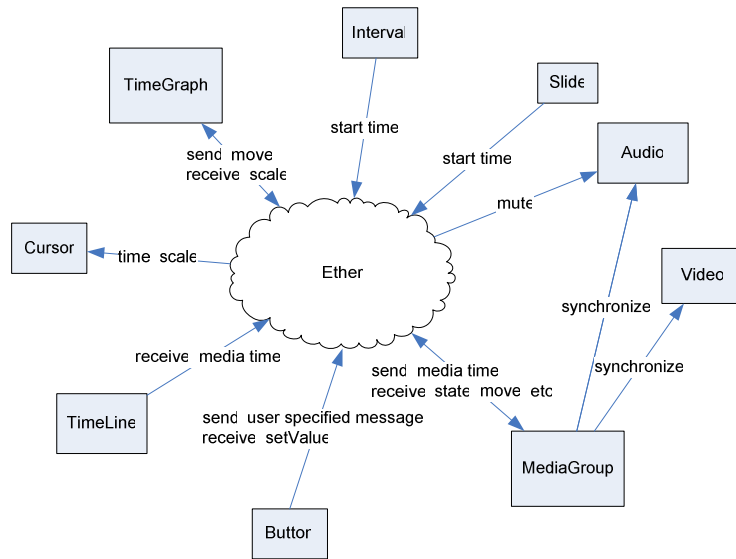 Interval
TimeGraph
Slide
start time
Audio
send move
receive scale
start time
mute
Cursor
time scale
Ether
Video
synchronize
receive media time
send media time
receive state move etc
synchronize
TimeLine
send user specified message
receive setValue
MediaGroup
Buttor